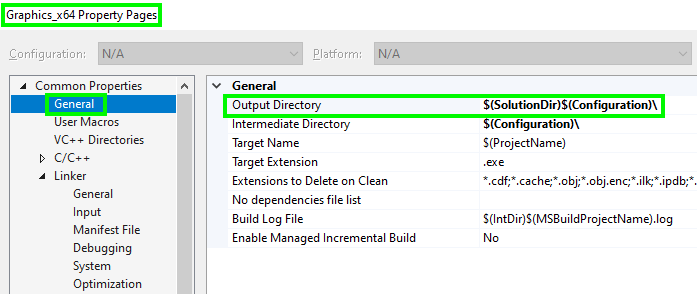 Graphics_x64 Property Pages
Configuration: N/A Platform: N/A
Common Properties
General
User Macros
VC++ Directories
C/C++
Linker
General
Input
Manifest File
Debugging
System
Optimization
General
Output Directory $(SolutionDir)$(Configuration)\
Intermediate Directory $(Configuration)\
Target Name $(ProjectName)
Target Extension .exe
Extensions to Delete on Clean *.cdf;*.cache;*.obj;*.obj.enc;*.ilk;*.ipdb;*.
No dependencies file list
Build Log File $(IntDir)$(MSBuildProjectName).log
Enable Managed Incremental Build No